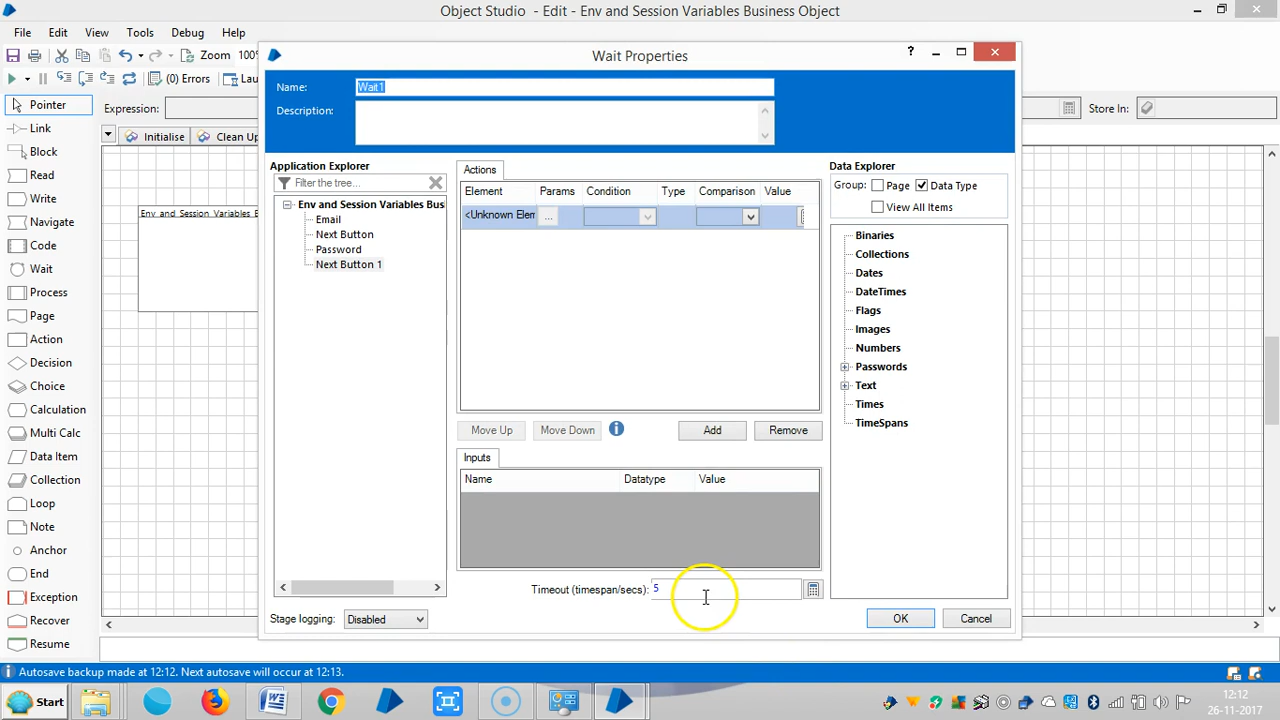 Object Studio - Edit - Env and Session Variables Business Object
File Edit View Tools Debug Help
Wait Properties
Zoom 100%
(0) Errors
Expression:
Store In:
Initialise
Clean Up
Pointer
Link
Block
Read
Write
Navigate
Code
Wait
Process
Page
Action
Decision
Choice
Calculation
Multi Calc
Data Item
Collection
Loop
Note
Anchor
End
Exception
Recover
Resume
Env and Session Variables B
Name: Wait1
Description:
Application Explorer
Filter the tree...
Env and Session Variables Bus
Email
Next Button
Password
Next Button 1
Stage logging: Disabled
Actions
Element Params Condition Type Comparison Value
<Unknown Elem ...
Move Up Move Down Add Remove
Inputs
Name Datatype Value
Timeout (timespan/secs): 5
Data Explorer
Group: Page Data Type
View All Items
Binaries
Collections
Dates
DateTimes
Flags
Images
Numbers
Passwords
Text
Times
TimeSpans
OK Cancel
Autosave backup made at 12:12. Next autosave will occur at 12:13.
Start
12:12
26-11-2017